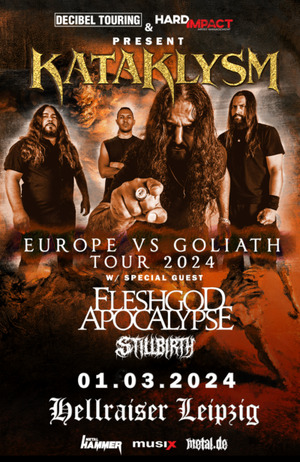 DECIBEL TOURING HARD IMPACT
&
PRESENT
KATAKLYSM
EUROPE VS GOLIATH
TOUR 2024
W/ SPECIAL GUEST
FLESHGOD
APOCALYPSE
STILLBIRTH
01.03.2024
Hellraiser Leipzig
METAL HAMMER musix metal.de